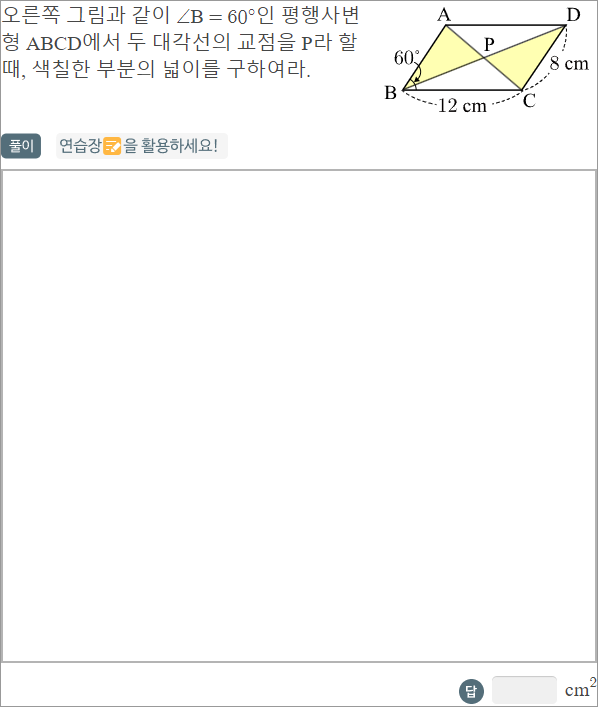 오른쪽 그림과 같이 ∠B = 60°인 평행사변
형 ABCD에서 두 대각선의 교점을 P라 할
때, 색칠한 부분의 넓이를 구하여라.
A
D
P
60°
8 cm
B
12 cm
C
풀이
연습장을 활용하세요!
답
cm²